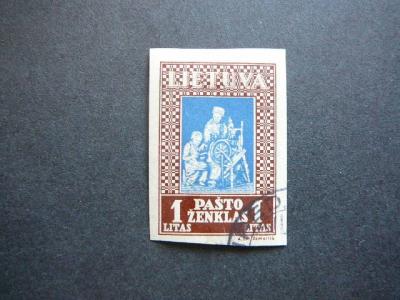 LIETUVA
1 PAŠTO 1
ŽENKLAS
LITAS LITAS